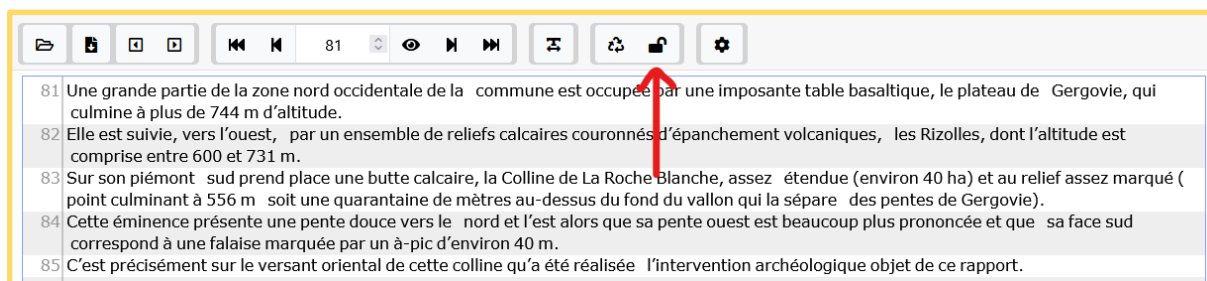 81
81 Une grande partie de la zone nord occidentale de la commune est occupée par une imposante table basaltique, le plateau de Gergovie, qui
culmine à plus de 744 m d’altitude.
82 Elle est suivie, vers l’ouest, par un ensemble de reliefs calcaires couronnés d’épanchement volcaniques, les Rizolles, dont l’altitude est
comprise entre 600 et 731 m.
83 Sur son piémont sud prend place une butte calcaire, la Colline de La Roche Blanche, assez étendue (environ 40 ha) et au relief assez marqué (
point culminant à 556 m soit une quarantaine de mètres au-dessus du fond du vallon qui la sépare des pentes de Gergovie).
84 Cette éminence présente une pente douce vers le nord et l’est alors que sa pente ouest est beaucoup plus prononcée et que sa face sud
correspond à une falaise marquée par un à-pic d’environ 40 m.
85 C’est précisément sur le versant oriental de cette colline qu’a été réalisée l’intervention archéologique objet de ce rapport.